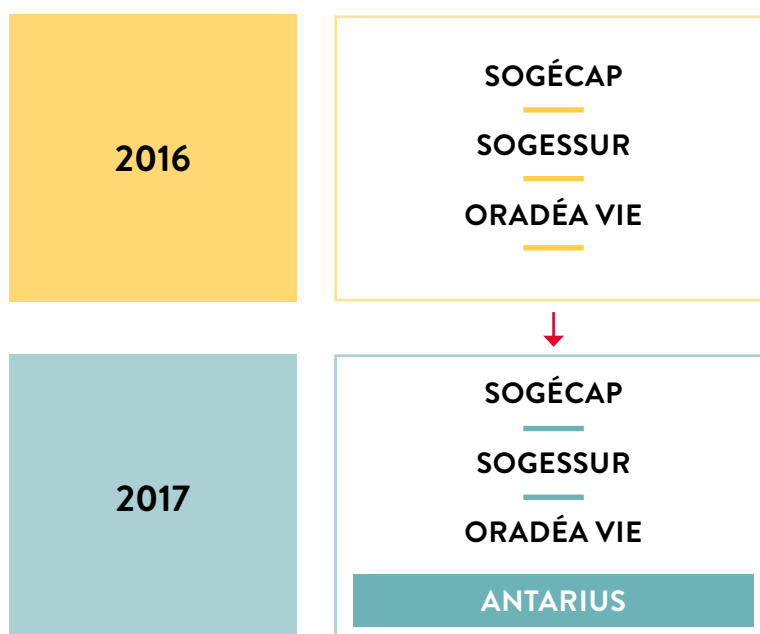 2016
SOGÉCAP
SOGESSUR
ORADÉA VIE
2017
SOGÉCAP
SOGESSUR
ORADÉA VIE
ANTARIUS